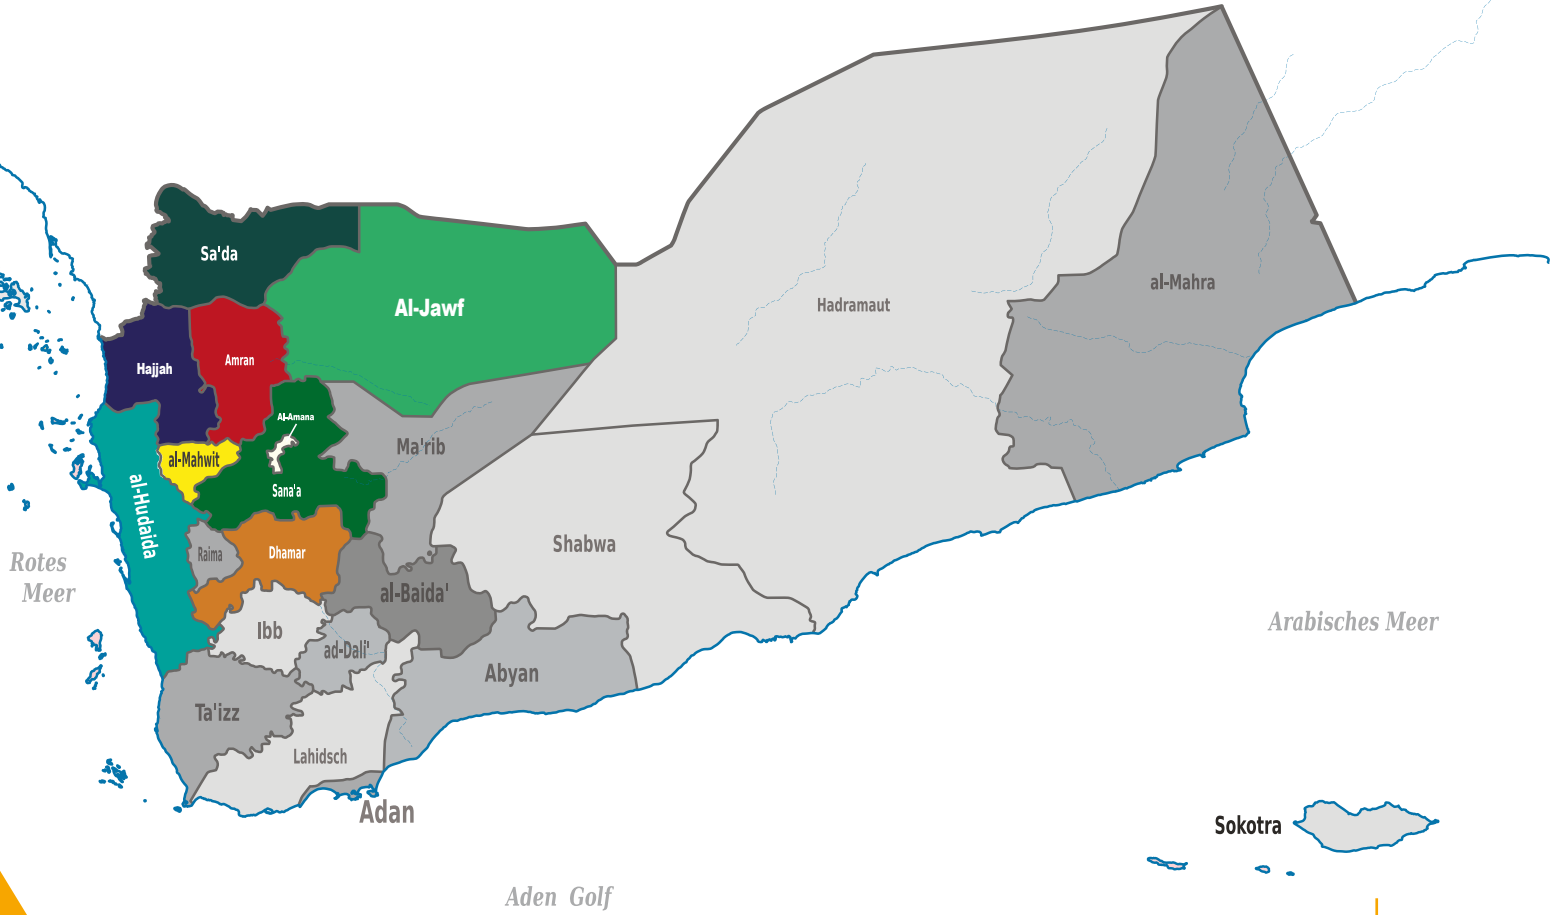 Sa'da
Al-Jawf
al-Mahra
Hadramaut
Amran
Hajjah
Al-Amana
Ma'rib
al-Mahwit
Sana'a
al-Hudaida
Shabwa
Raima
Dhamar
Rotes
Meer
al-Baida'
Arabisches Meer
Ibb
ad-Dali'
Abyan
Ta'izz
Lahidsch
Adan
Sokotra
Aden Golf